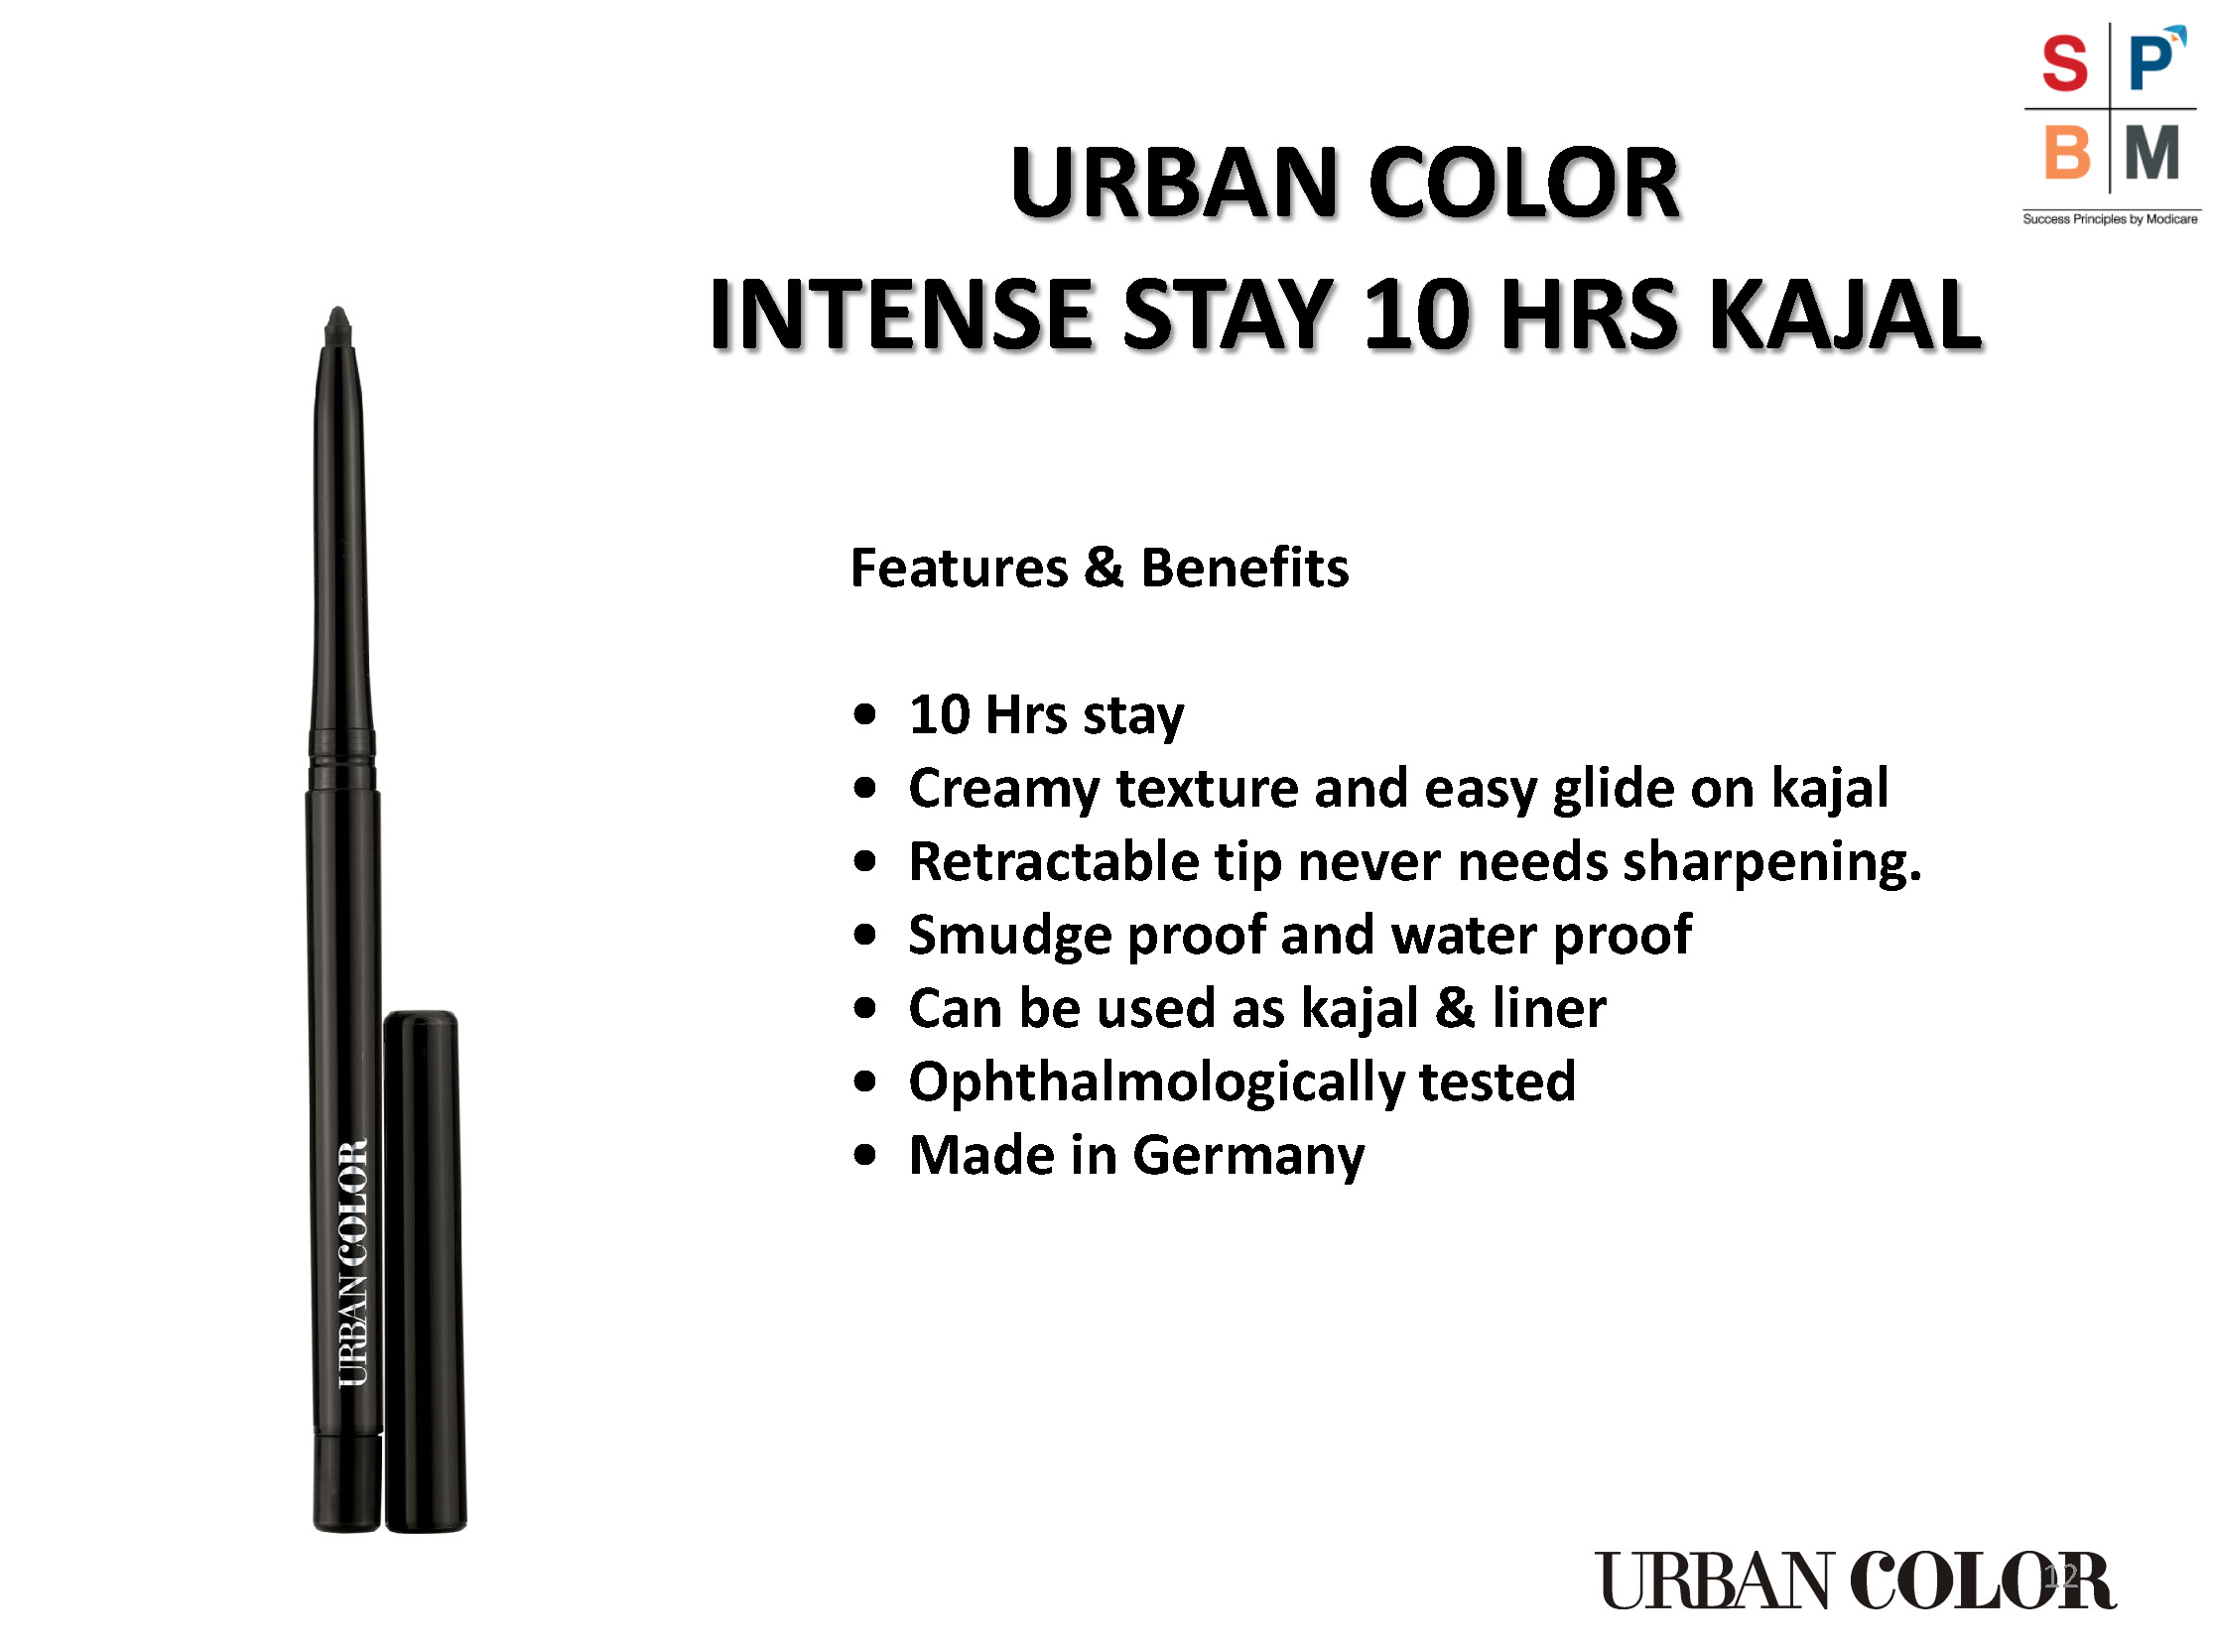 S P
B M
Success Principles by Modicare
URBAN COLOR
INTENSE STAY 10 HRS KAJAL
Features & Benefits
• 10 Hrs stay
• Creamy texture and easy glide on kajal
• Retractable tip never needs sharpening.
• Smudge proof and water proof
• Can be used as kajal & liner
• Ophthalmologically tested
• Made in Germany
URBAN COLOR
URBAN COLOR
12